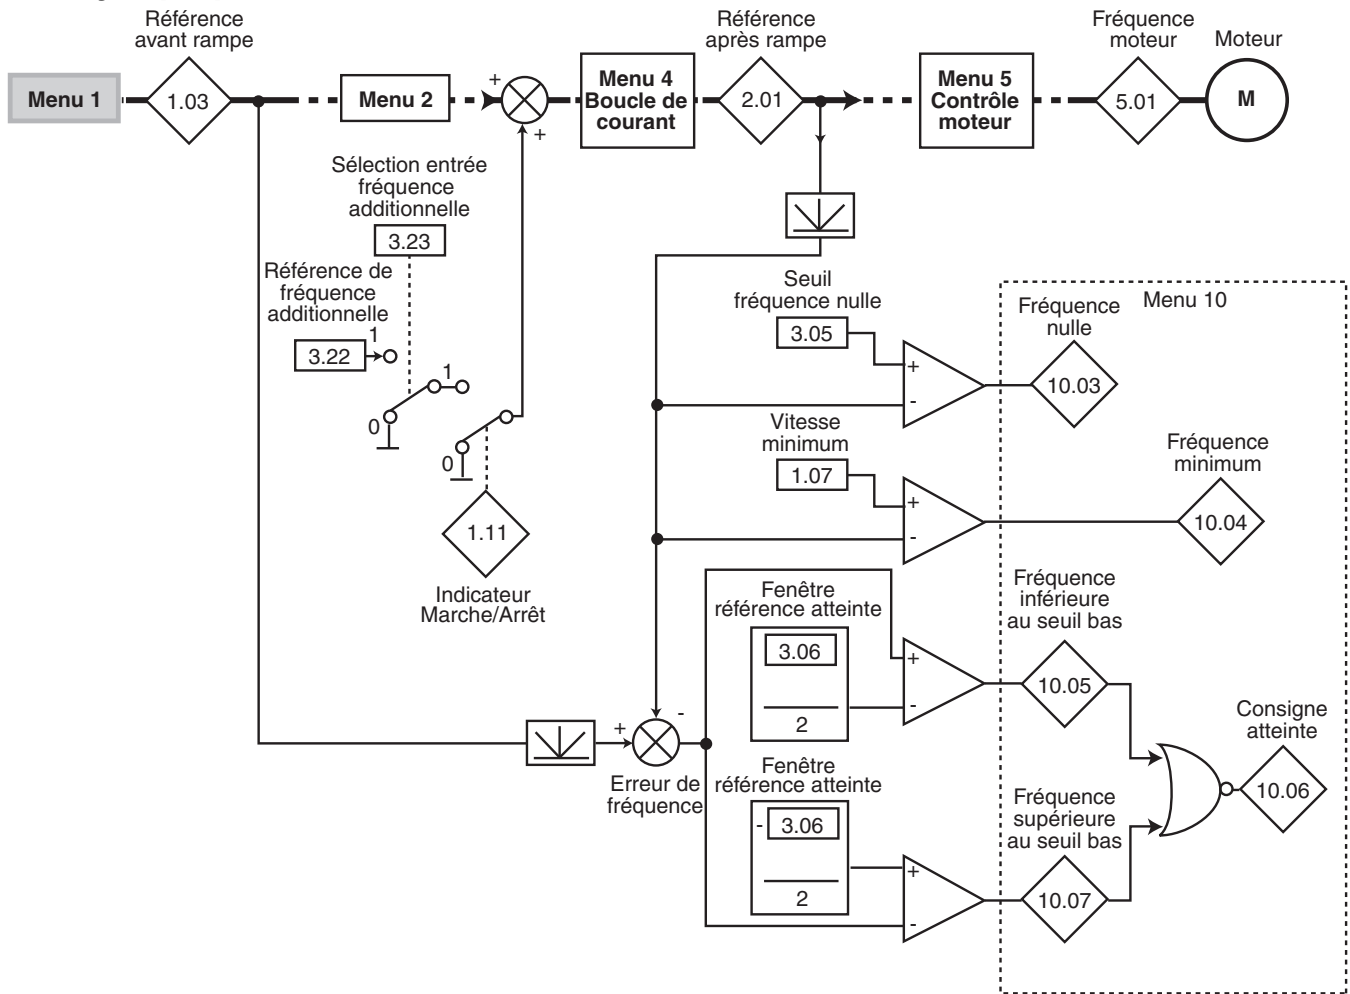 Référence
avant rampe
Référence
après rampe
Fréquence
moteur
Moteur
Menu 1
1.03
Menu 2
+
+
Menu 4
Boucle de
courant
2.01
Menu 5
Contrôle
moteur
5.01
M
Sélection entrée
fréquence
additionnelle
3.23
Référence de
fréquence
additionnelle
3.22
1
1
0
0
1.11
Indicateur
Marche/Arrêt
Seuil
fréquence nulle
3.05
+
-
Menu 10
Fréquence
nulle
10.03
Vitesse
minimum
1.07
+
-
Fréquence
minimum
10.04
Fenêtre
référence atteinte
3.06
2
+
-
Fréquence
inférieure
au seuil bas
10.05
+
-
Erreur de
fréquence
Fenêtre
référence atteinte
- 3.06
2
+
-
Fréquence
supérieure
au seuil bas
10.07
Consigne
atteinte
10.06